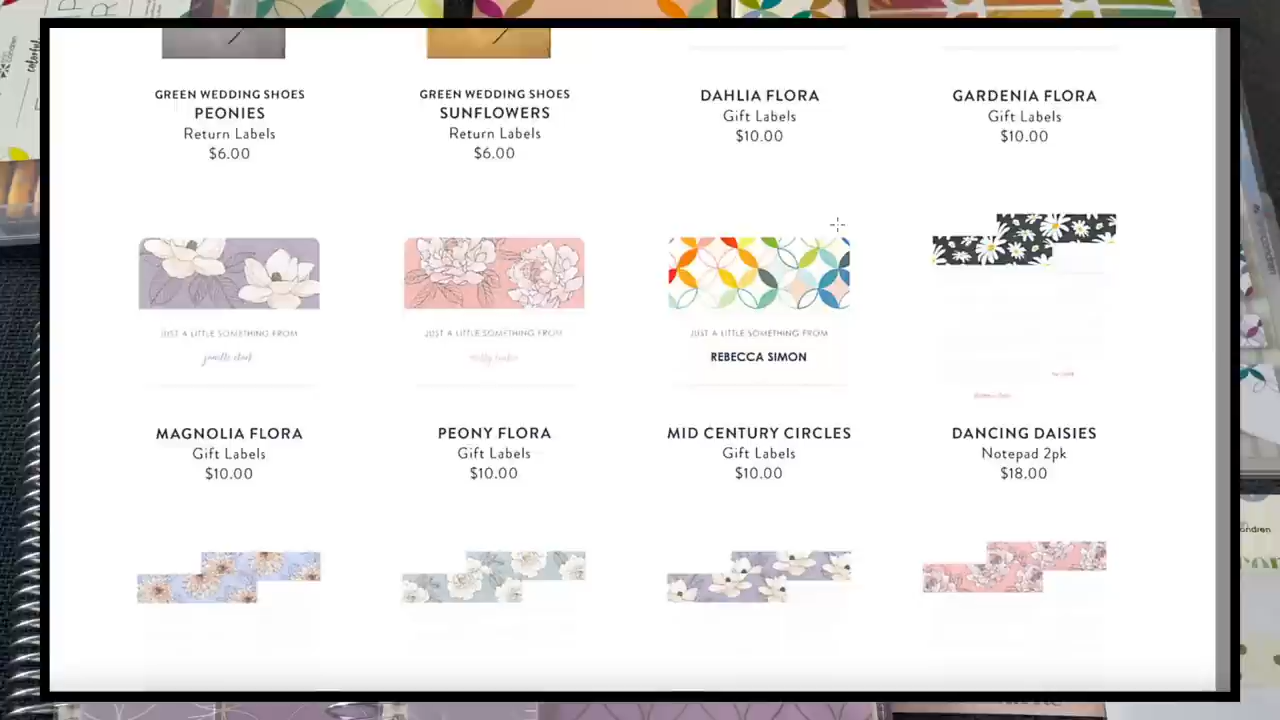 GREEN WEDDING SHOES
PEONIES
Return Labels
$6.00
GREEN WEDDING SHOES
SUNFLOWERS
Return Labels
$6.00
DAHLIA FLORA
Gift Labels
$10.00
GARDENIA FLORA
Gift Labels
$10.00
JUST A LITTLE SOMETHING FROM
JUST A LITTLE SOMETHING FROM
JUST A LITTLE SOMETHING FROM
REBECCA SIMON
MAGNOLIA FLORA
Gift Labels
$10.00
PEONY FLORA
Gift Labels
$10.00
MID CENTURY CIRCLES
Gift Labels
$10.00
DANCING DAISIES
Notepad 2pk
$18.00